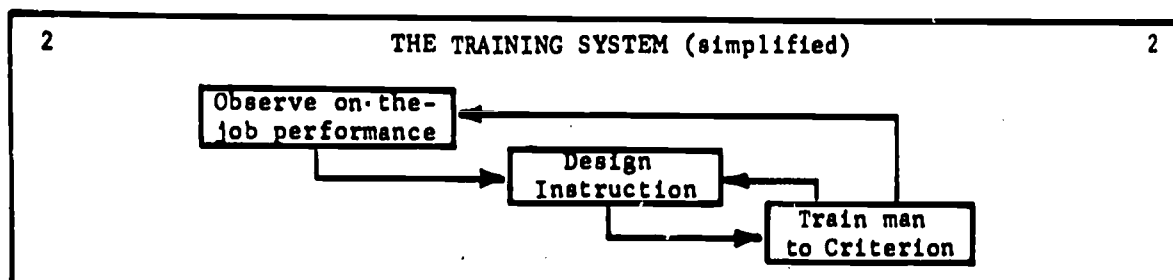 2 THE TRAINING SYSTEM (simplified) 2
Observe on-the-
job performance
Design
Instruction
Train man
to Criterion